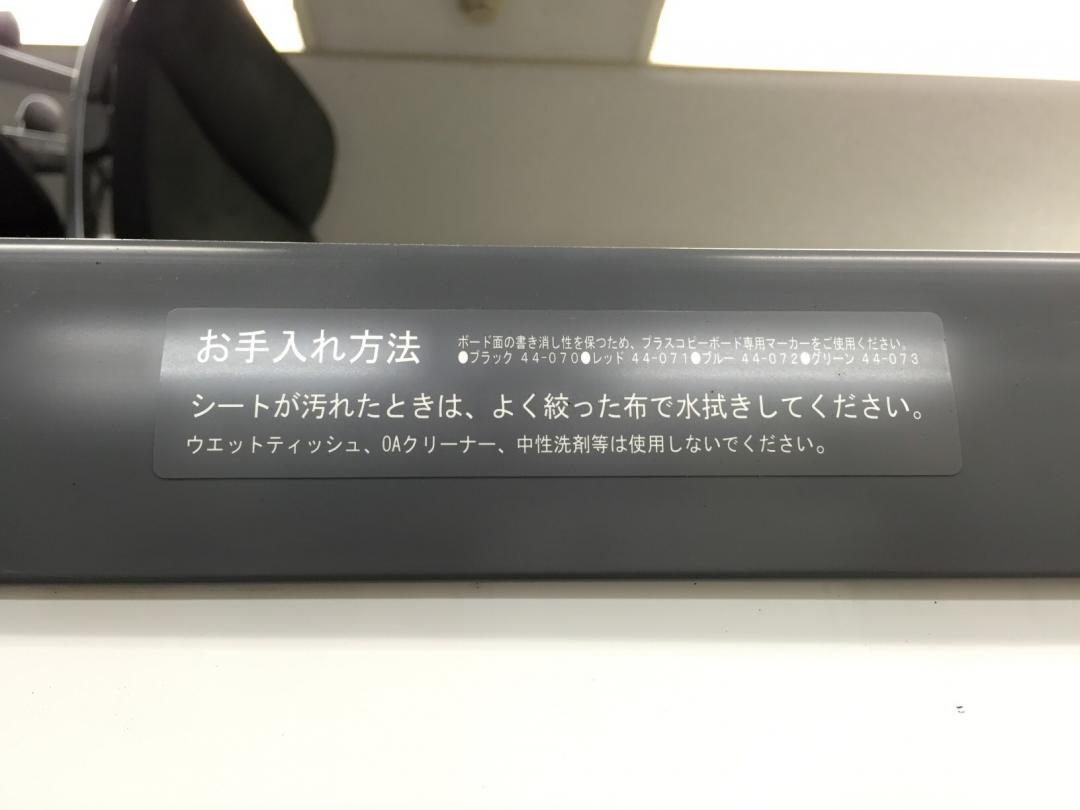 お手入れ方法
ボード面の書き消し性を保つため、プラスコピーボード専用マーカーをご使用ください。
●ブラック 44-070●レッド 44-071●ブルー 44-072●グリーン 44-073
シートが汚れたときは、よく絞った布で水拭きしてください。
ウエットティッシュ、OAクリーナー、中性洗剤等は使用しないでください。